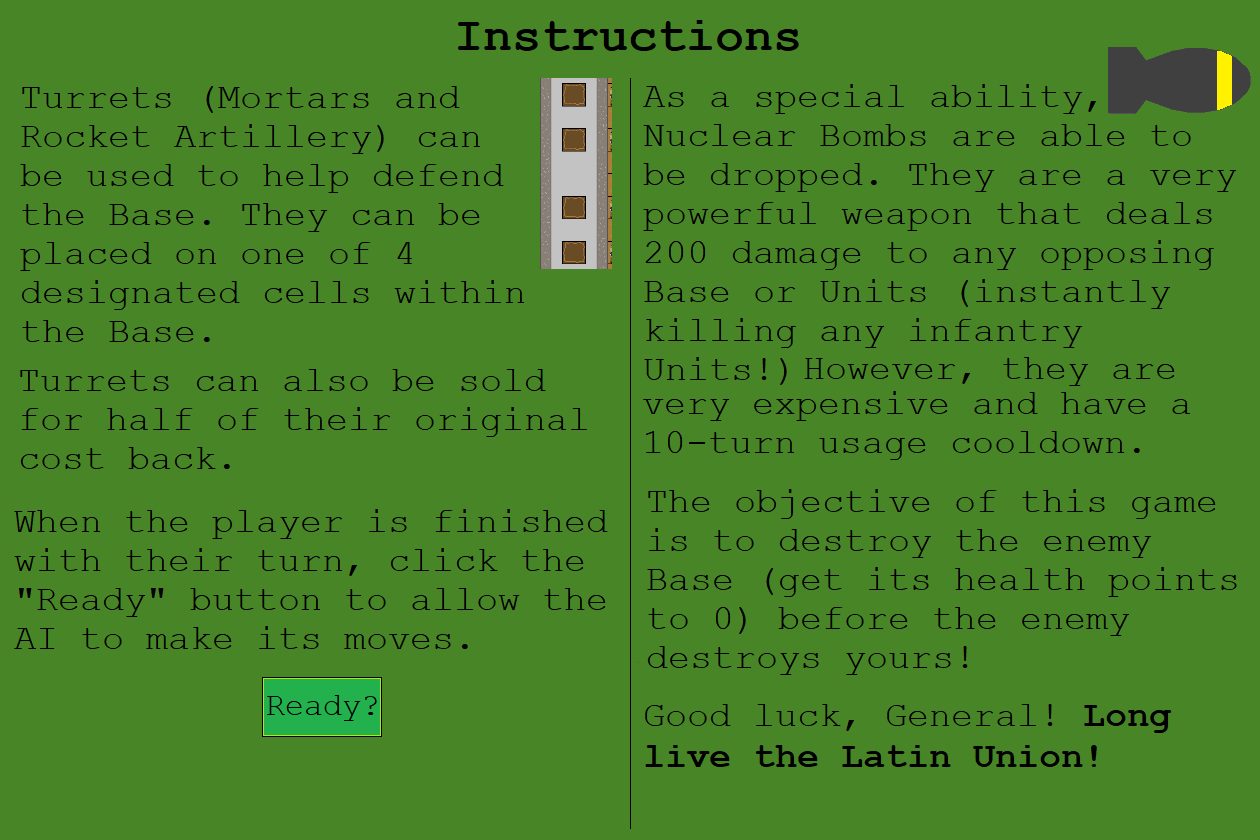 Instructions
Turrets (Mortars and
Rocket Artillery) can
be used to help defend
the Base. They can be
placed on one of 4
designated cells within
the Base.
Turrets can also be sold
for half of their original
cost back.
When the player is finished
with their turn, click the
"Ready" button to allow the
AI to make its moves.
Ready?
As a special ability,
Nuclear Bombs are able to
be dropped. They are a very
powerful weapon that deals
200 damage to any opposing
Base or Units (instantly
killing any infantry
Units!) However, they are
very expensive and have a
10-turn usage cooldown.
The objective of this game
is to destroy the enemy
Base (get its health points
to 0) before the enemy
destroys yours!
Good luck, General! Long
live the Latin Union!